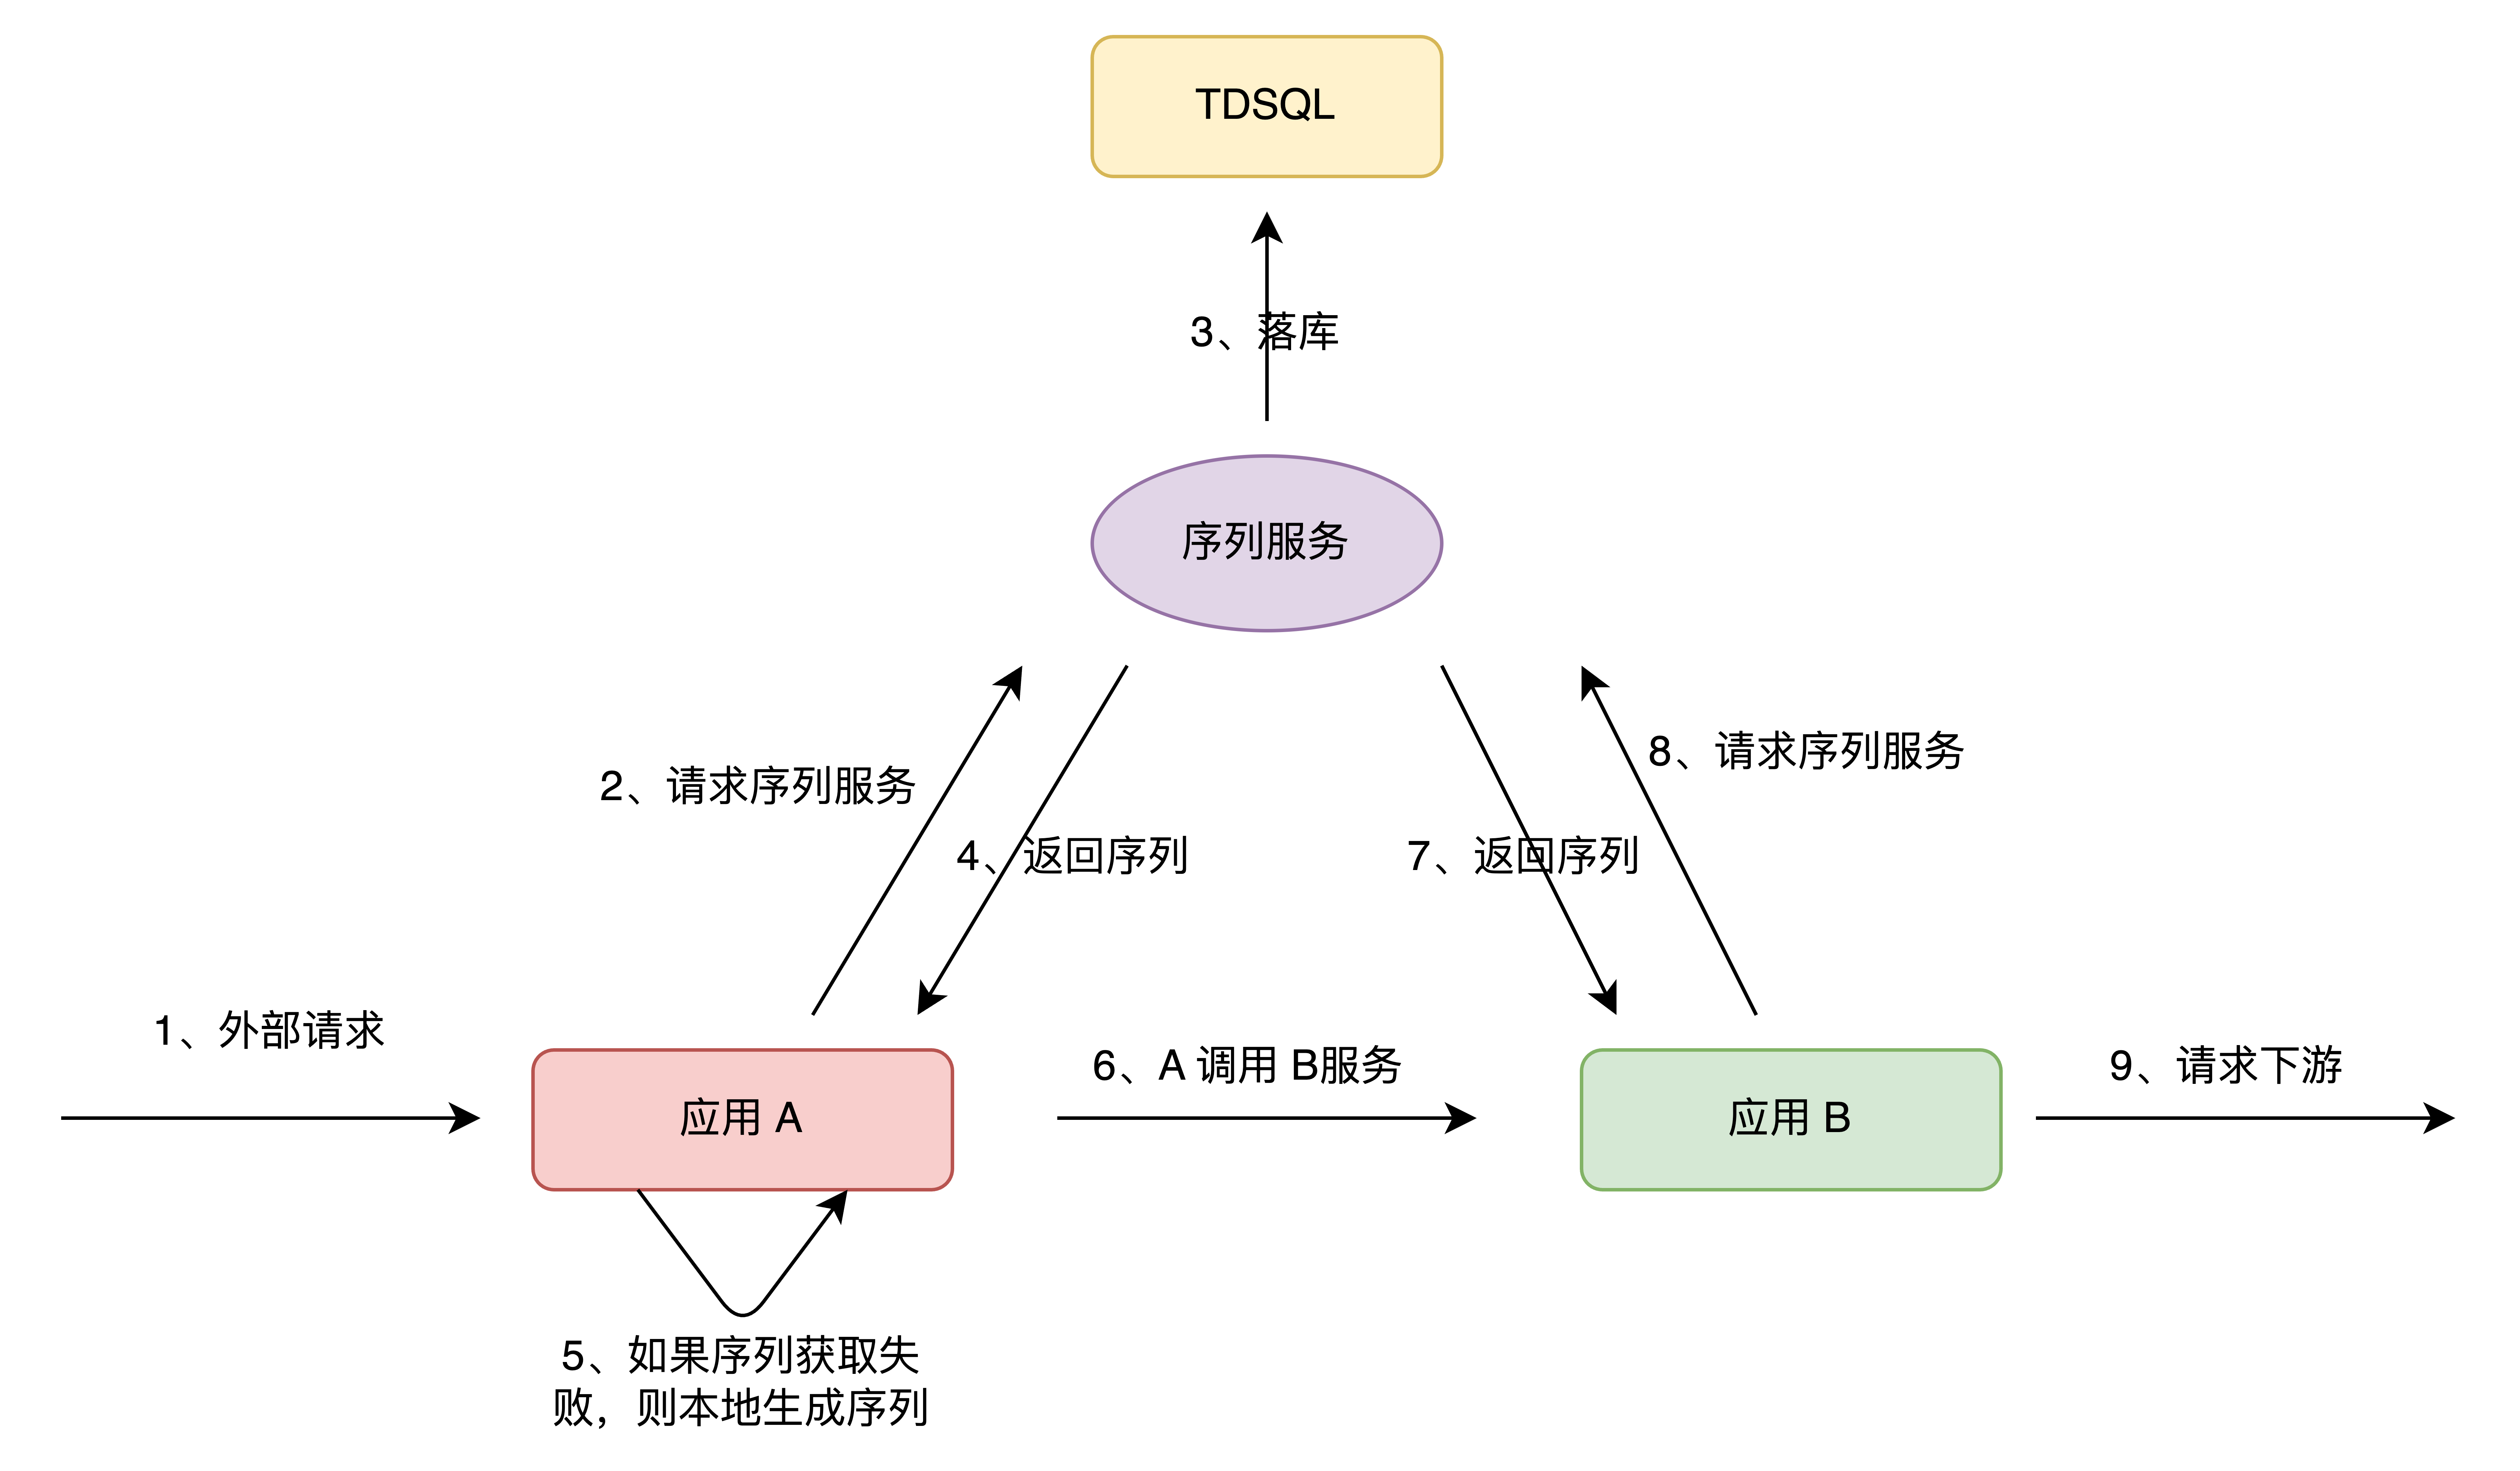 TDSQL
3、落库
序列服务
8、请求序列服务
2、请求序列服务
4、返回序列
7、返回序列
1、外部请求
6、A 调用 B服务
9、请求下游
应用 A
应用 B
5、如果序列获取失
败，则本地生成序列